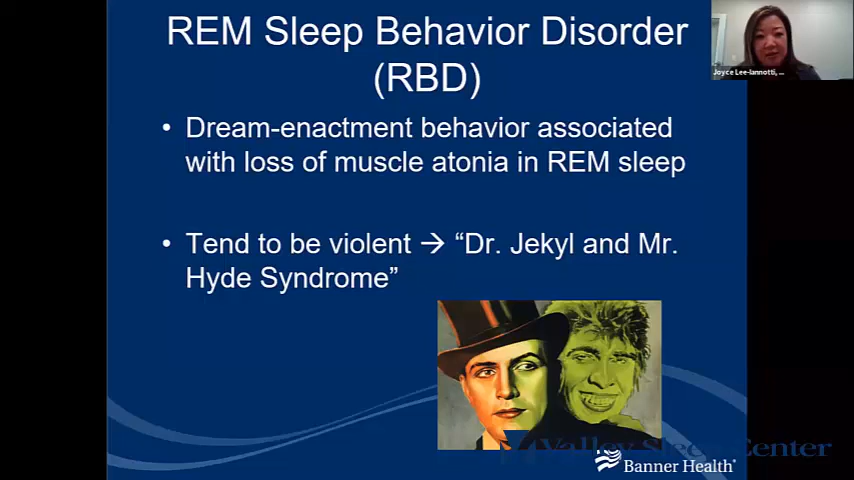 REM Sleep Behavior Disorder
(RBD)
Joyce Lee-Iannotti, ...
• Dream-enactment behavior associated
with loss of muscle atonia in REM sleep
• Tend to be violent → “Dr. Jekyl and Mr.
Hyde Syndrome”
Valley Sleep Center
Banner Health